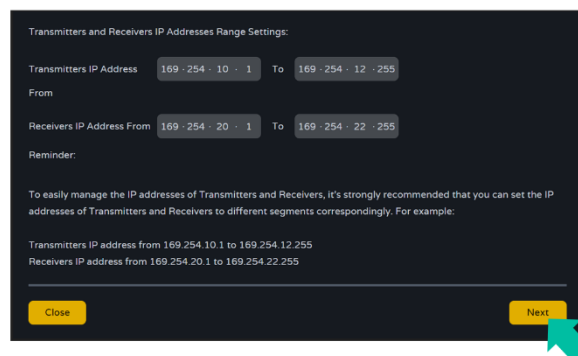 Transmitters and Receivers IP Addresses Range Settings:
Transmitters IP Address From 169 · 254 · 10 · 1 To 169 · 254 · 12 · 255
Receivers IP Address From 169 · 254 · 20 · 1 To 169 · 254 · 22 · 255
Reminder:
To easily manage the IP addresses of Transmitters and Receivers, it's strongly recommended that you can set the IP
addresses of Transmitters and Receivers to different segments correspondingly. For example:
Transmitters IP address from 169.254.10.1 to 169.254.12.255
Receivers IP address from 169.254.20.1 to 169.254.22.255
Close Next